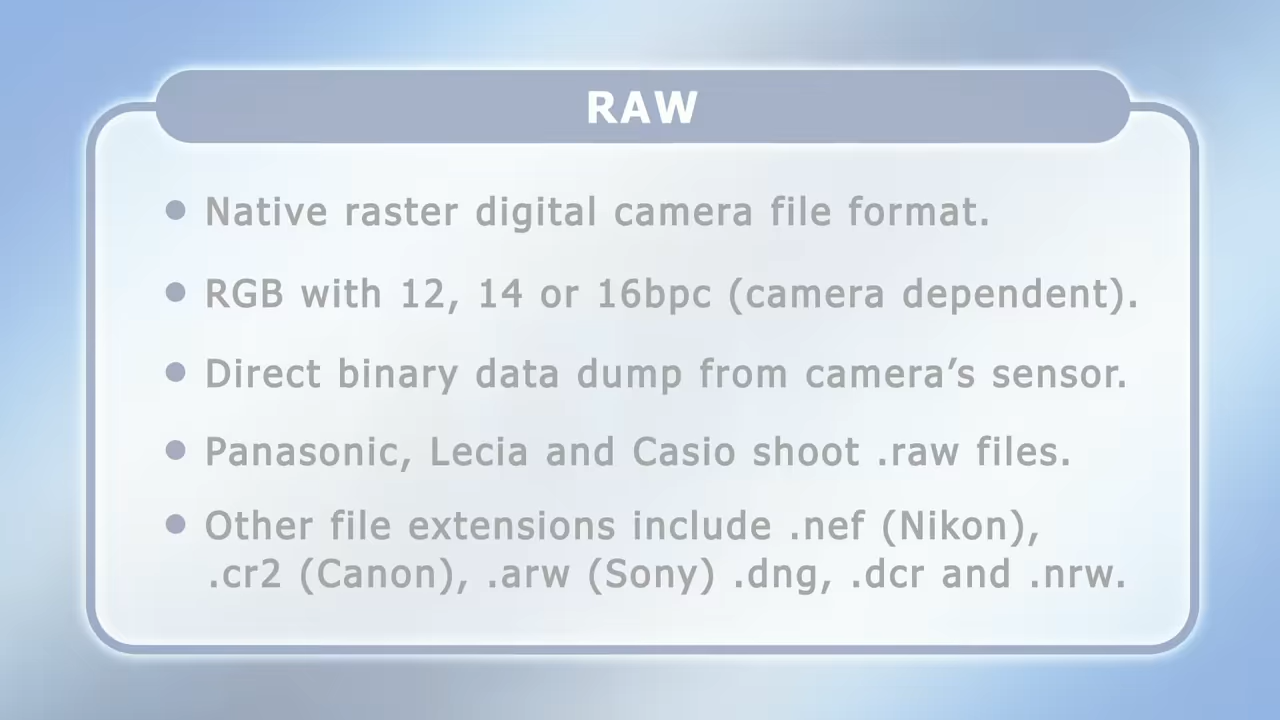 RAW
Native raster digital camera file format.
RGB with 12, 14 or 16bpc (camera dependent).
Direct binary data dump from camera’s sensor.
Panasonic, Lecia and Casio shoot .raw files.
Other file extensions include .nef (Nikon),
.cr2 (Canon), .arw (Sony) .dng, .dcr and .nrw.